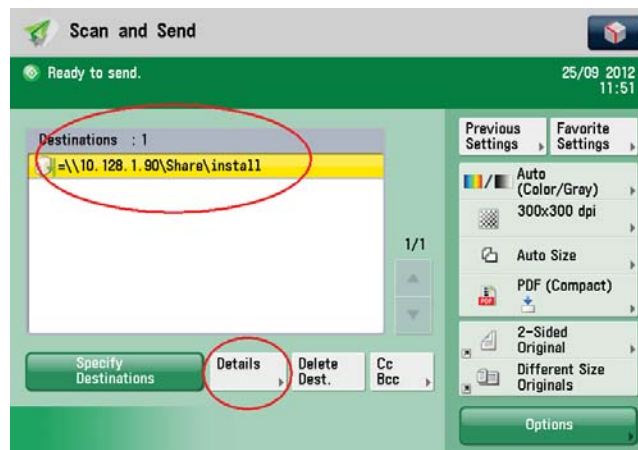 Scan and Send
Ready to send.
25/09 2012
11:51
Destinations : 1
=\\10.128.1.90\Share\install
1/1
Specify
Destinations
Details
Delete
Dest.
Cc
Bcc
Previous
Settings
Favorite
Settings
Auto
(Color/Gray)
300x300 dpi
Auto Size
PDF (Compact)
2-Sided
Original
Different Size
Originals
Options